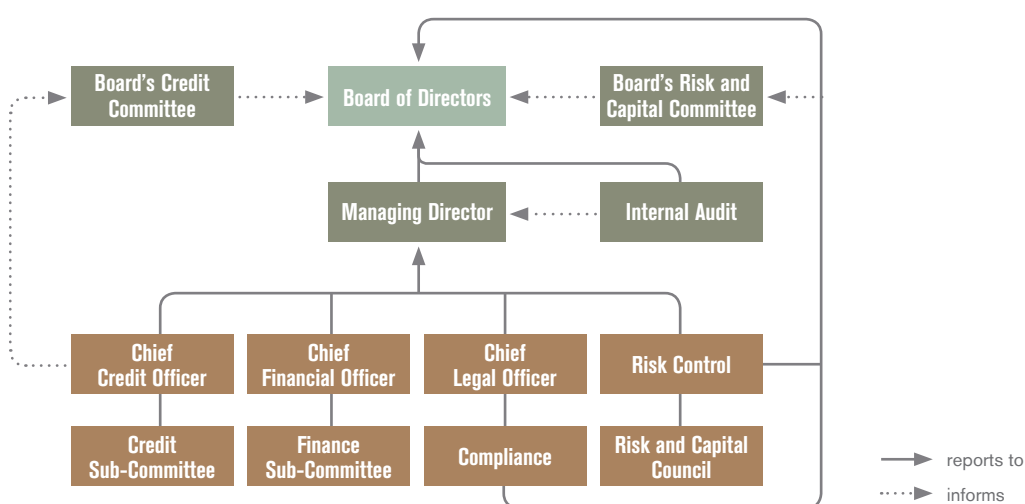 Board’s Credit
Committee
Board of Directors
Board’s Risk and
Capital Committee
Managing Director
Internal Audit
Chief
Credit Officer
Chief
Financial Officer
Chief
Legal Officer
Risk Control
Credit
Sub-Committee
Finance
Sub-Committee
Compliance
Risk and Capital
Council
reports to
informs